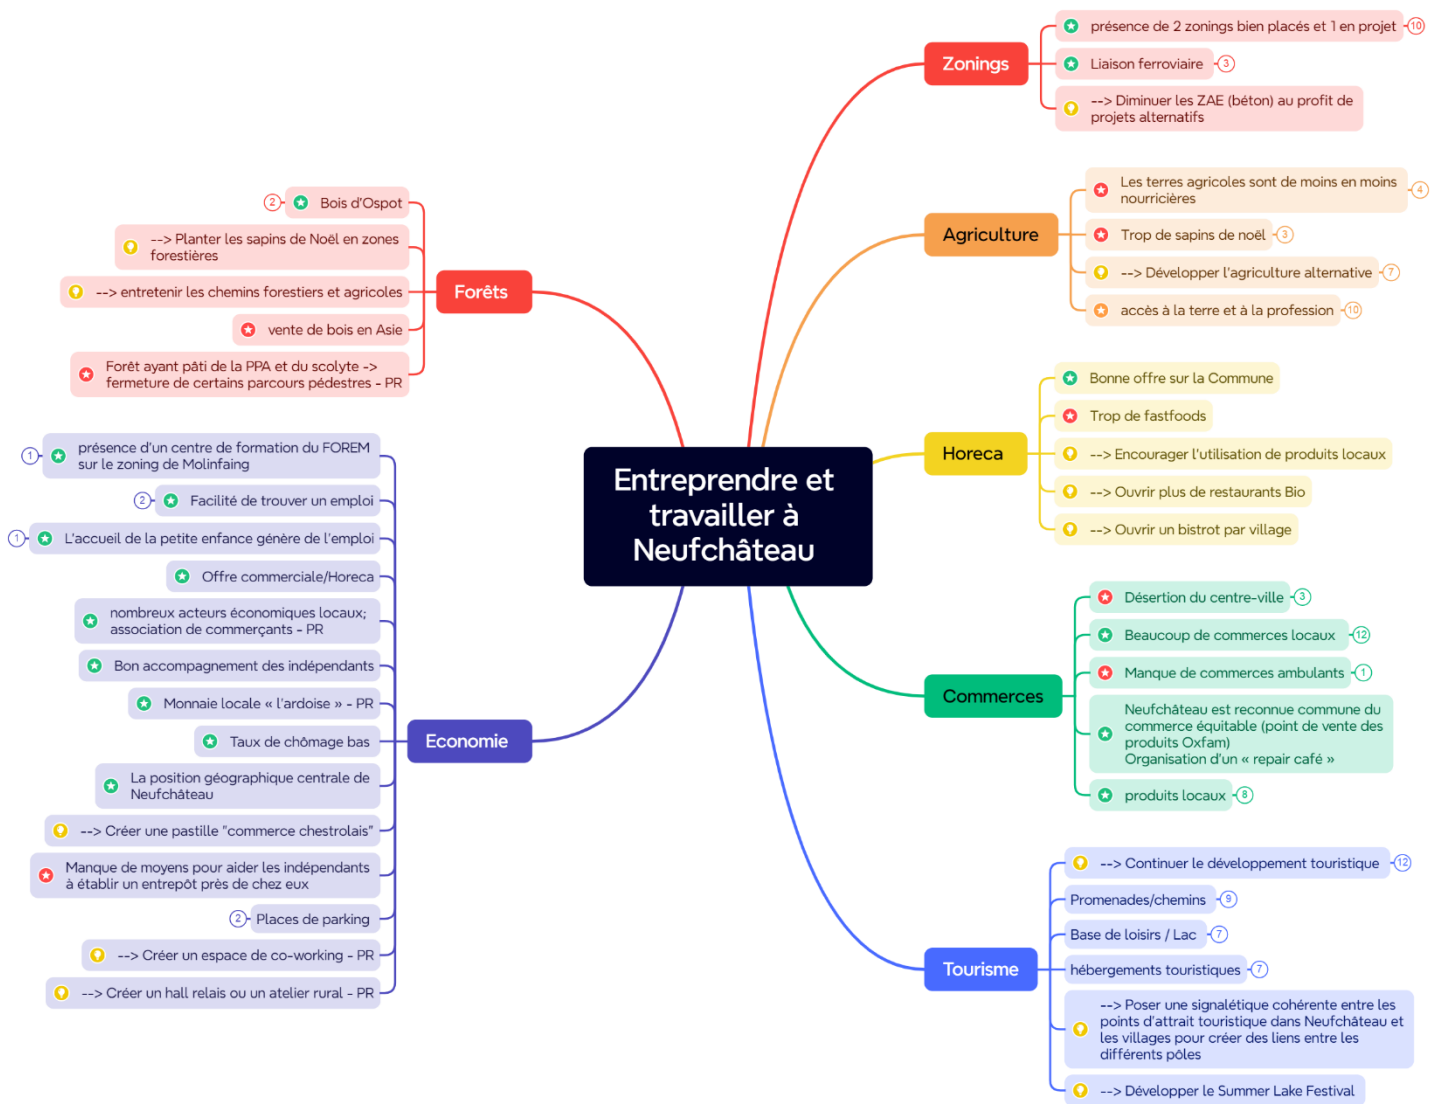 Entreprendre et
travailler à
Neufchâteau
Zonings
présence de 2 zonings bien placés et 1 en projet
10
Liaison ferroviaire
3
--> Diminuer les ZAE (béton) au profit de
projets alternatifs
Agriculture
Les terres agricoles sont de moins en moins
nourricières
4
Trop de sapins de noël
3
--> Développer l'agriculture alternative
7
accès à la terre et à la profession
10
Horeca
Bonne offre sur la Commune
Trop de fastfoods
--> Encourager l'utilisation de produits locaux
--> Ouvrir plus de restaurants Bio
--> Ouvrir un bistrot par village
Commerces
Désertion du centre-ville
3
Beaucoup de commerces locaux
12
Manque de commerces ambulants
1
Neufchâteau est reconnue commune du
commerce équitable (point de vente des
produits Oxfam)
Organisation d'un « repair café »
produits locaux
8
Tourisme
--> Continuer le développement touristique
12
Promenades/chemins
9
Base de loisirs / Lac
7
hébergements touristiques
7
--> Poser une signalétique cohérente entre les
points d'attrait touristique dans Neufchâteau et
les villages pour créer des liens entre les
différents pôles
--> Développer le Summer Lake Festival
Forêts
2
Bois d'Ospot
--> Planter les sapins de Noël en zones
forestières
--> entretenir les chemins forestiers et agricoles
vente de bois en Asie
Forêt ayant pâti de la PPA et du scolyte ->
fermeture de certains parcours pédestres - PR
Economie
1
présence d'un centre de formation du FOREM
sur le zoning de Molinfaing
2
Facilité de trouver un emploi
1
L'accueil de la petite enfance génère de l'emploi
Offre commerciale/Horeca
nombreux acteurs économiques locaux;
association de commerçants - PR
Bon accompagnement des indépendants
Monnaie locale « l'ardoise » - PR
Taux de chômage bas
La position géographique centrale de
Neufchâteau
--> Créer une pastille "commerce chestrolais"
Manque de moyens pour aider les indépendants
à établir un entrepôt près de chez eux
2
Places de parking
--> Créer un espace de co-working - PR
--> Créer un hall relais ou un atelier rural - PR